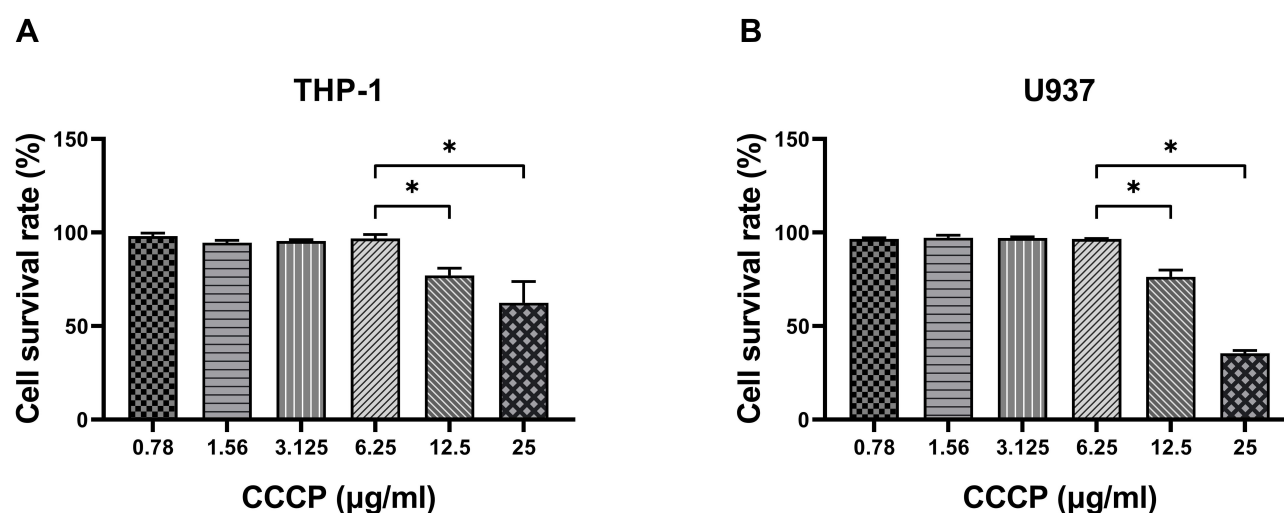 A
THP-1
Cell survival rate (%)
150
100
50
0
*
*
0.78 1.56 3.125 6.25 12.5 25
CCCP (µg/ml)
B
U937
Cell survival rate (%)
150
100
50
0
*
*
0.78 1.56 3.125 6.25 12.5 25
CCCP (µg/ml)